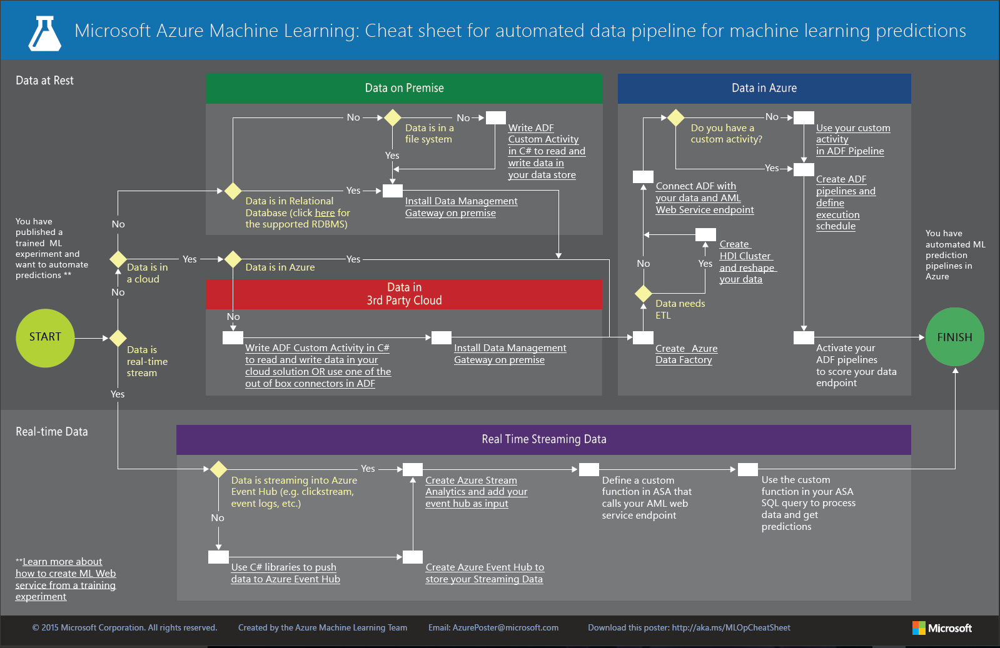 Microsoft Azure Machine Learning: Cheat sheet for automated data pipeline for machine learning predictions
Data at Rest
Data on Premise
Data in Azure
No
Data is in a
file system
No
Write ADF
Custom Activity
in C# to read and
write data in
your data store
Yes
Yes
Data is in Relational
Database (click here for
the supported RDBMS)
Install Data Management
Gateway on premise
Do you have a
custom activity?
No
Use your custom
activity
in ADF Pipeline
Yes
Create ADF
pipelines and
define
execution
schedule
Connect ADF with
your data and AML
Web Service endpoint
Create
HDI Cluster
and reshape
your data
No
Yes
Data needs
ETL
Create Azure
Data Factory
Activate your
ADF pipelines
to score your data
endpoint
You have
published a
trained ML
experiment and
want to automate
predictions **
No
Data is in
a cloud
Yes
Data is in Azure
Yes
No
START
Data is
real-time
stream
Yes
Data in
3rd Party Cloud
No
Write ADF Custom Activity in C#
to read and write data in your
cloud solution OR use one of the
out of box connectors in ADF
Install Data Management
Gateway on premise
You have
automated ML
prediction
pipelines in
Azure
FINISH
Real-time Data
Real Time Streaming Data
Data is streaming into Azure
Event Hub (e.g. clickstream,
event logs, etc.)
Yes
Create Azure Stream
Analytics and add your
event hub as input
Define a custom
function in ASA that
calls your AML web
service endpoint
Use the custom
function in your ASA
SQL query to process
data and get
predictions
No
Use C# libraries to push
data to Azure Event Hub
Create Azure Event Hub to
store your Streaming Data
**Learn more about
how to create ML Web
service from a training
experiment
© 2015 Microsoft Corporation. All rights reserved. Created by the Azure Machine Learning Team Email: AzurePoster@microsoft.com Download this poster: http://aka.ms/MLOpCheatSheet
Microsoft